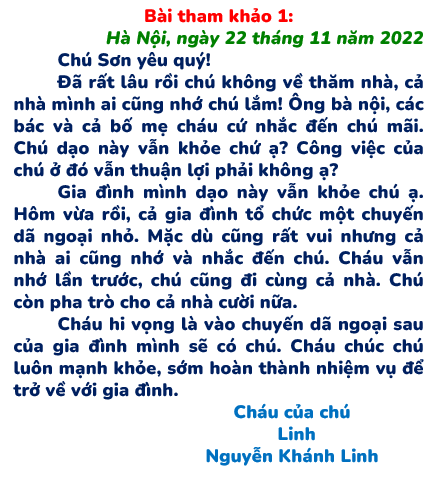 Bài tham khảo 1:
Hà Nội, ngày 22 tháng 11 năm 2022
Chú Sơn yêu quý!
Đã rất lâu rồi chú không về thăm nhà, cả
nhà mình ai cũng nhớ chú lắm! Ông bà nội, các
bác và cả bố mẹ cháu cứ nhắc đến chú mãi.
Chú dạo này vẫn khỏe chứ ạ? Công việc của
chú ở đó vẫn thuận lợi phải không ạ?
Gia đình mình dạo này vẫn khỏe chú ạ.
Hôm vừa rồi, cả gia đình tổ chức một chuyến
dã ngoại nhỏ. Mặc dù cũng rất vui nhưng cả
nhà ai cũng nhớ và nhắc đến chú. Cháu vẫn
nhớ lần trước, chú cũng đi cùng cả nhà. Chú
còn pha trò cho cả nhà cười nữa.
Cháu hi vọng là vào chuyến dã ngoại sau
của gia đình mình sẽ có chú. Cháu chúc chú
luôn mạnh khỏe, sớm hoàn thành nhiệm vụ để
trở về với gia đình.
Cháu của chú
Linh
Nguyễn Khánh Linh